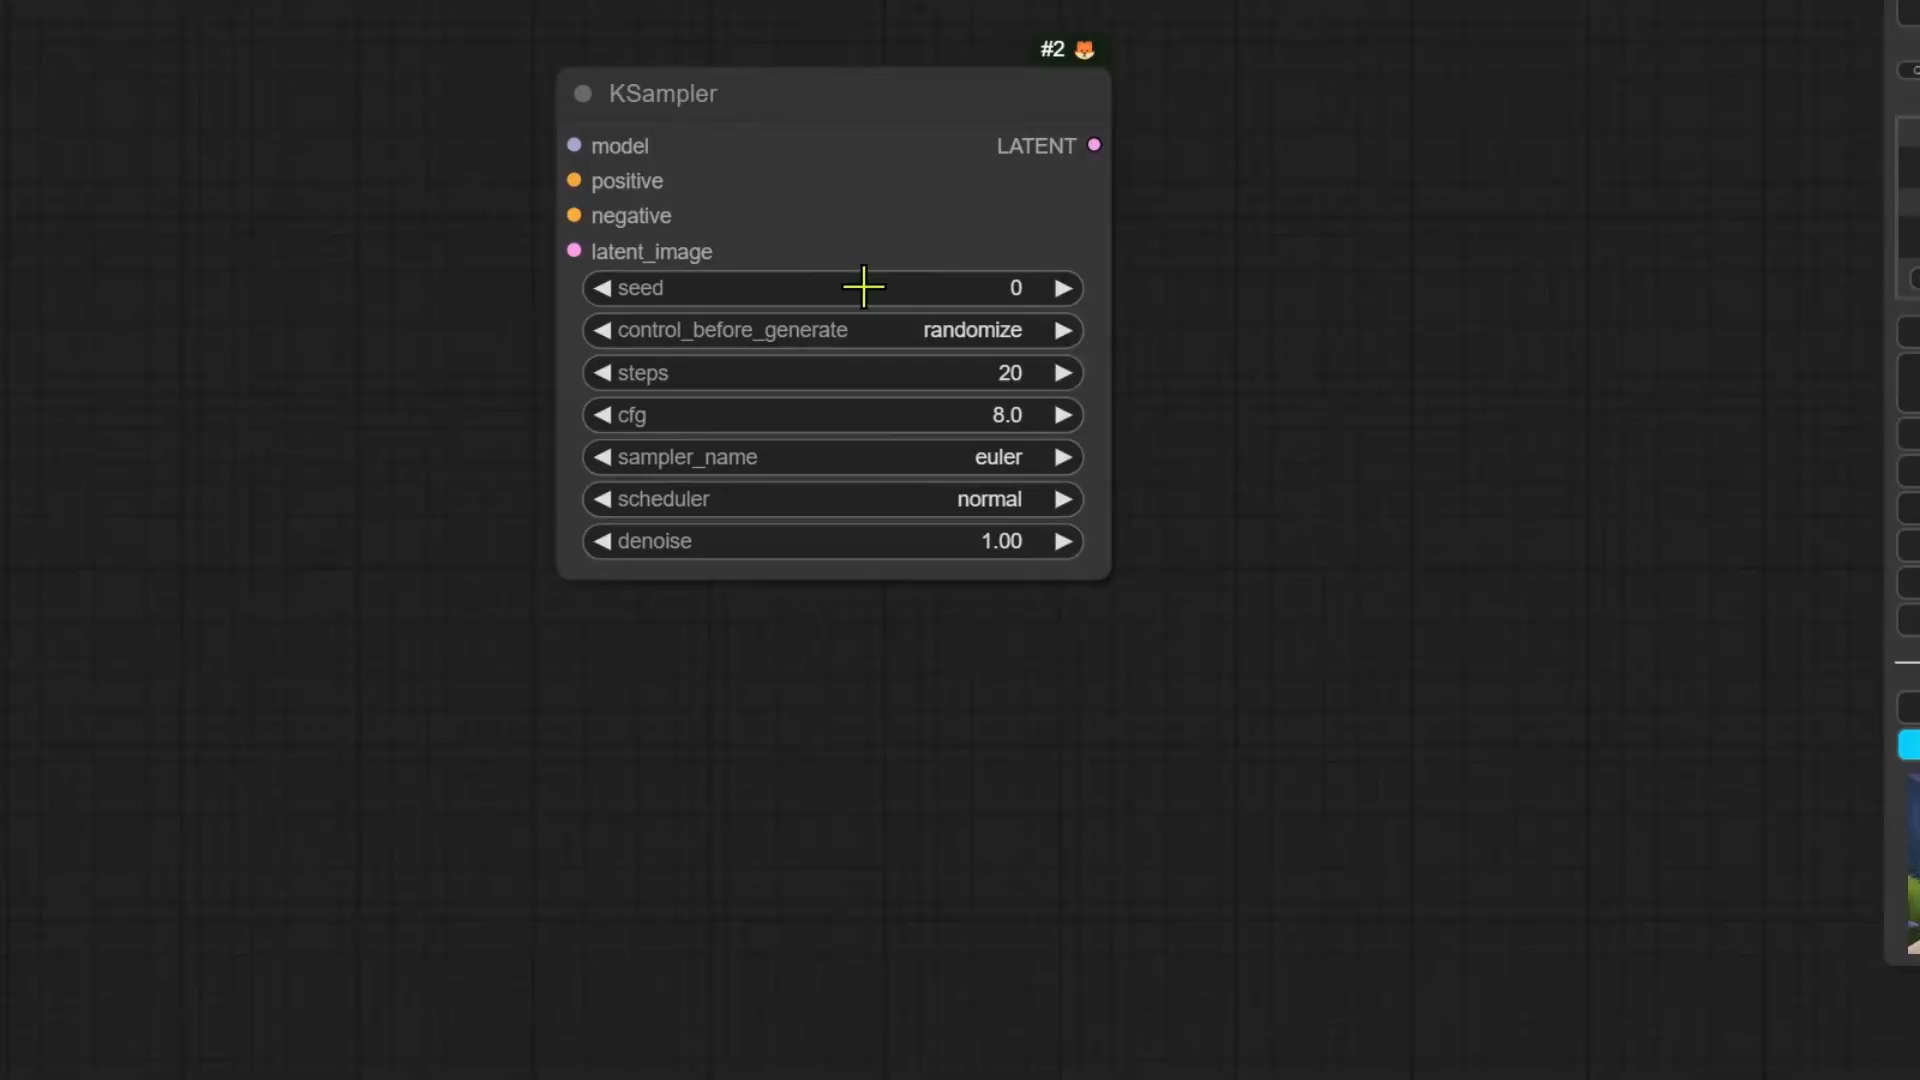 #2
KSampler
model LATENT
positive
negative
latent_image
seed 0
control_before_generate randomize
steps 20
cfg 8.0
sampler_name euler
scheduler normal
denoise 1.00